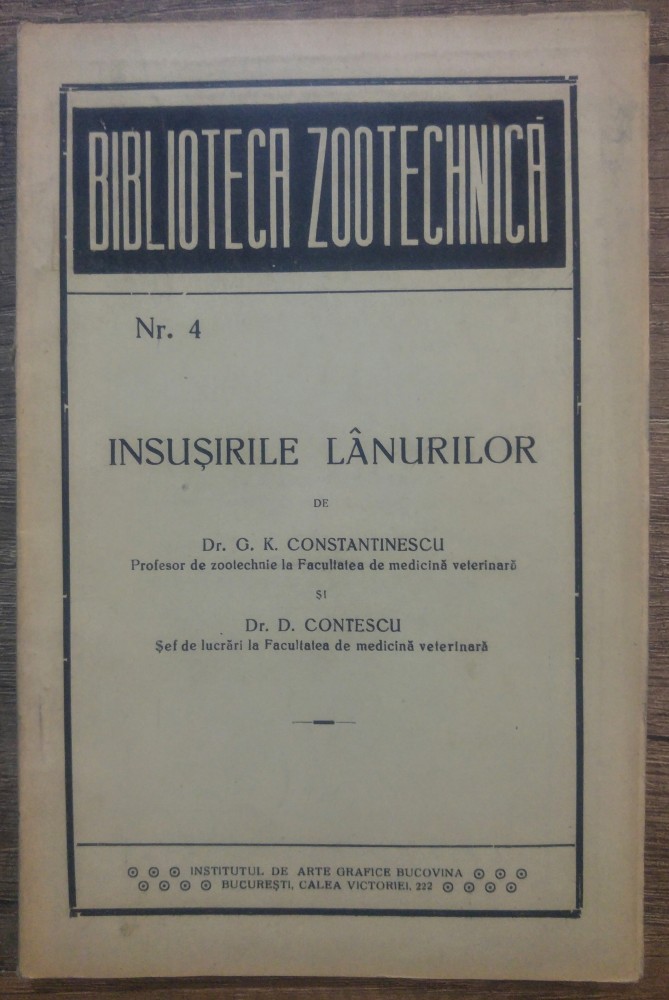 BIBLIOTECA ZOOTECHNICĂ
Nr. 4
INSUȘIRILE LÂNURILOR
DE
Dr. G. K. CONSTANTINESCU
Profesor de zootechnie la Facultatea de medicină veterinară
ȘI
Dr. D. CONTESCU
Șef de lucrări la Facultatea de medicină veterinară
INSTITUTUL DE ARTE GRAFICE BUCOVINA
BUCUREȘTI, CALEA VICTORIEI, 222